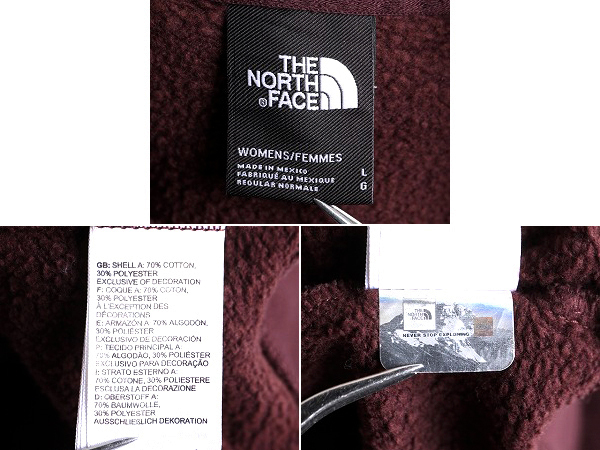 THE
NORTH
FACE
WOMENS/FEMMES
MADE IN MEXICO L
FABRIQUÉ AU MEXIQUE G
REGULAR NORMALE
GB: SHELL A: 70% COTTON,
30% POLYESTER
EXCLUSIVE OF DECORATION
F: COQUE A: 70% COTON,
30% POLYESTER
À L'EXCEPTION DES
DÉCORATIONS
E: ARMAZÓN A: 70% ALGODÓN,
30% POLIÉSTER
EXCLUSIVO DE DECORACIÓN
P: TECIDO PRINCIPAL A:
70% ALGODÃO, 30% POLIÉSTER
EXCLUSIVO PARA DECORAÇÃO
I: STRATO ESTERNO A:
70% COTONE, 30% POLIESTERE
ESCLUSA LA DECORAZIONE
D: OBERSTOFF A:
70% BAUMWOLLE,
30% POLYESTER
AUSSCHLIEßLICH DEKORATION
THE
NORTH
FACE
NEVER STOP EXPLORING